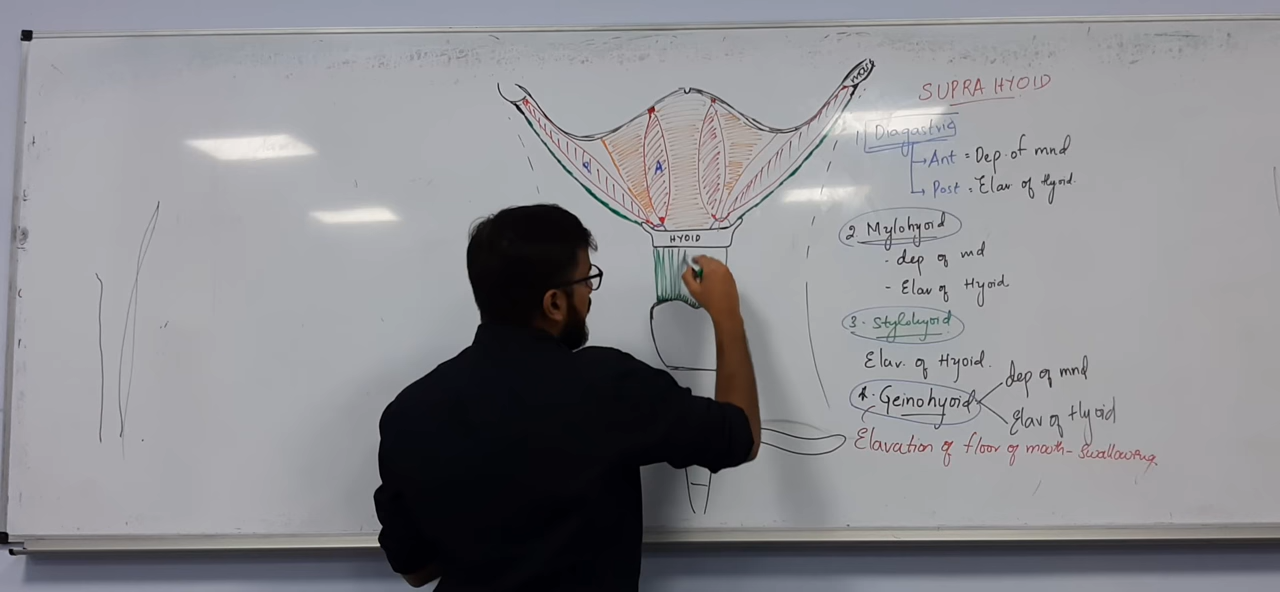 mas
SUPRA HYOID
1 Diagastric
Ant = Dep. of mnd
Post = Elav. of Hyoid.
A
HYOID
2. Mylohyoid
- dep of md
- Elav of Hyoid
3. Stylohyoid
Elav. of Hyoid.
4. Geinohyoid
dep of mnd
Elav of Hyoid
Elavation of floor of mouth - Swallowing